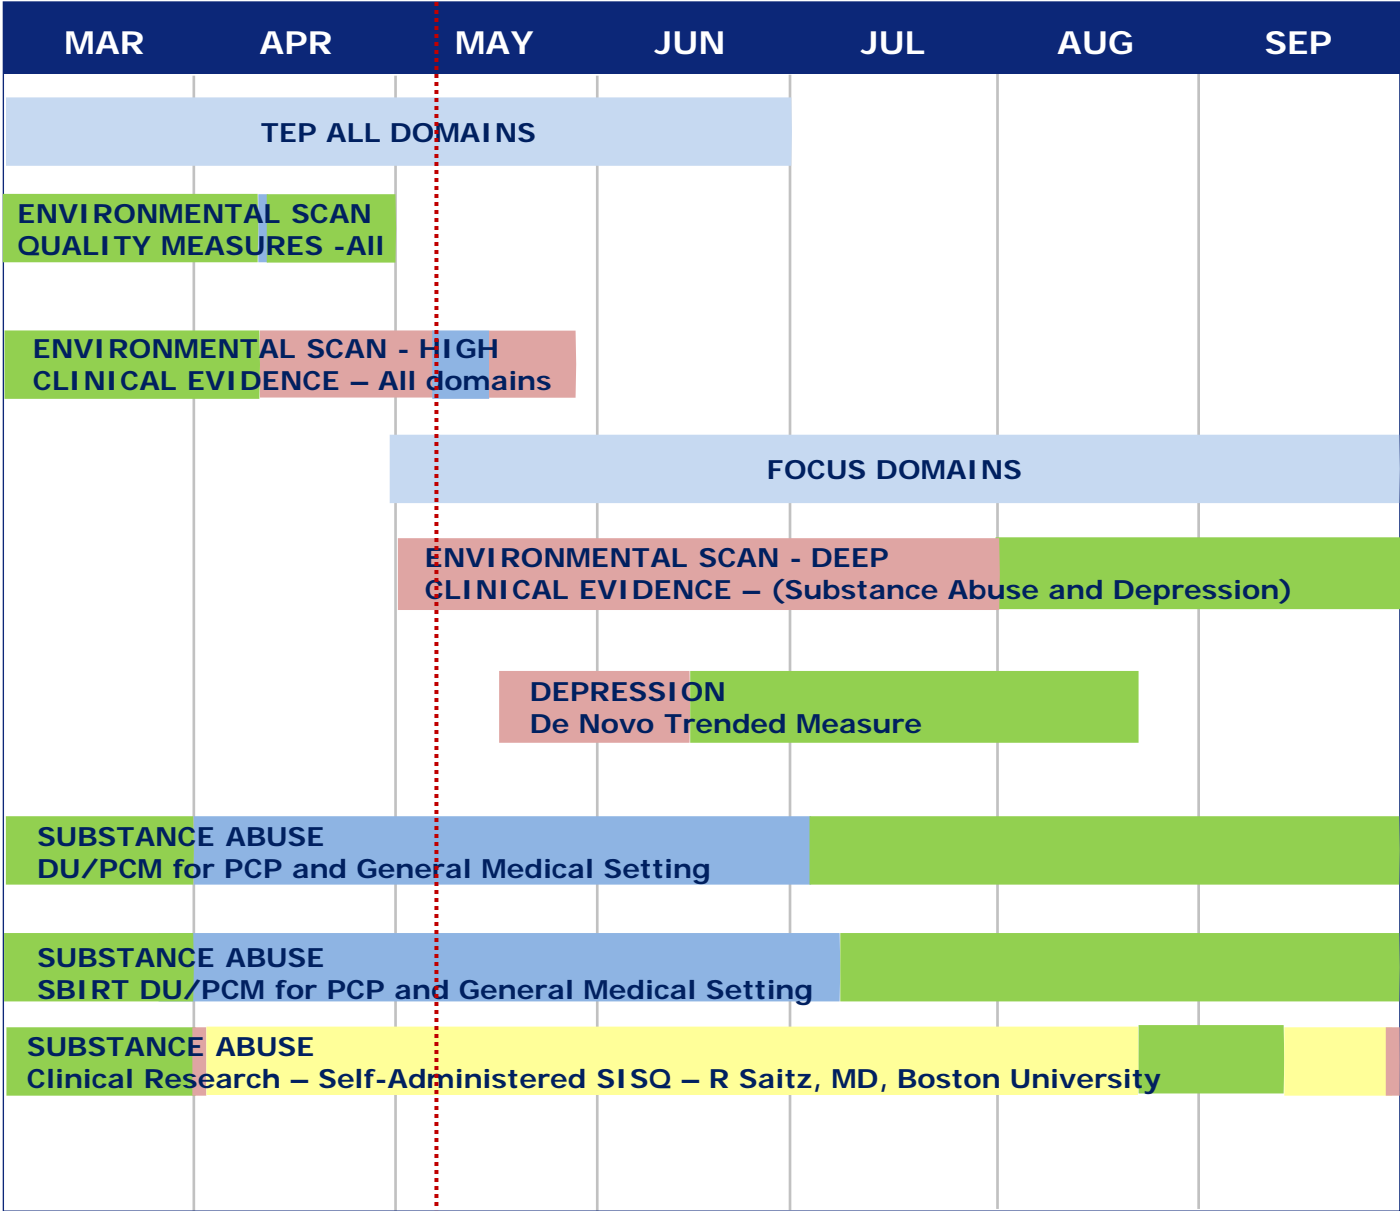 MAR APR MAY JUN JUL AUG SEP
TEP ALL DOMAINS
ENVIRONMENTAL SCAN
QUALITY MEASURES -All
ENVIRONMENTAL SCAN - HIGH
CLINICAL EVIDENCE – All domains
FOCUS DOMAINS
ENVIRONMENTAL SCAN - DEEP
CLINICAL EVIDENCE – (Substance Abuse and Depression)
DEPRESSION
De Novo Trended Measure
SUBSTANCE ABUSE
DU/PCM for PCP and General Medical Setting
SUBSTANCE ABUSE
SBIRT DU/PCM for PCP and General Medical Setting
SUBSTANCE ABUSE
Clinical Research – Self-Administered SISQ – R Saitz, MD, Boston University